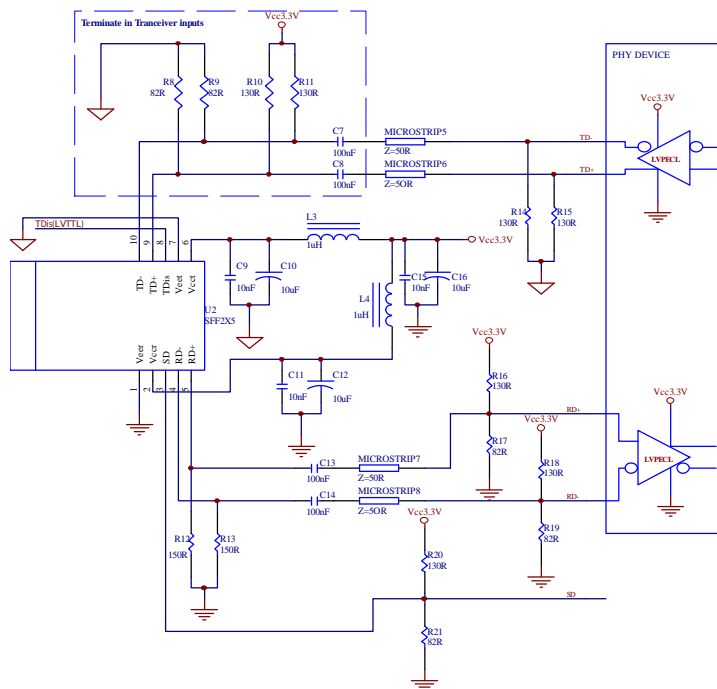 Terminate in Tranceiver inputs
Vcc3.3V
PHY DEVICE
R8
82R
R9
82R
R10
130R
R11
130R
Vcc3.3V
C7
100nF
MICROSTRIP5
Z=50R
TD-
LVPECL
C8
100nF
MICROSTRIP6
Z=5OR
TD+
R14
130R
R15
130R
TDis(LVTTL)
10
9
8
7
6
L3
1uH
Vcc3.3V
TD-
TD+
TDis
Veet
Vcct
C9
10nF
C10
10uF
C15
10nF
C16
10uF
L4
1uH
U2
SFF2X5
Veer
Vccr
SD
RD-
RD+
1
2
3
4
5
C11
10nF
C12
10uF
Vcc3.3V
R16
130R
Vcc3.3V
RD+
Vcc3.3V
R17
82R
LVPECL
C13
100nF
MICROSTRIP7
Z=50R
R18
130R
C14
100nF
MICROSTRIP8
Z=5OR
RD-
Vcc3.3V
R12
150R
R13
150R
R19
82R
R20
130R
SD
R21
82R